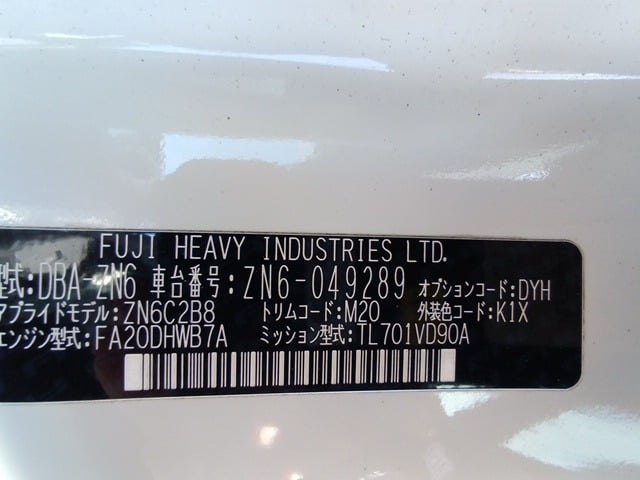 FUJI HEAVY INDUSTRIES LTD.
型式:DBA-ZN6 車台番号:ZN6-049289 オプションコード:DYH
アプライドモデル:ZN6C2B8 トリムコード:M20 外装色コード:K1X
エンジン型式:FA20DHWB7A ミッション型式:TL701VD90A